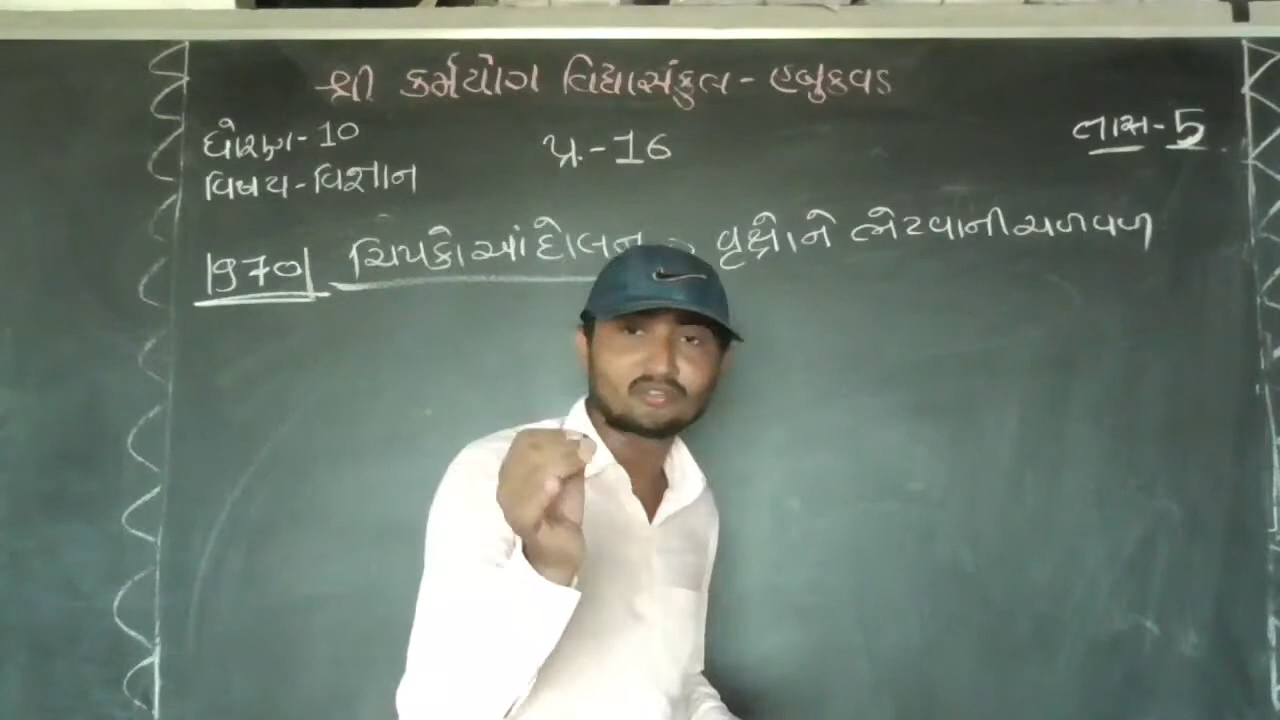 શ્રી કર્મયોગ વિદ્યાસંકુલ - હબુકવડ
ધોરણ - 10
પ્ર. - 16
તાસ - 5
વિષય - વિજ્ઞાન
1970 ચિપકો આંદોલન - વૃક્ષોને ભેટવાની ચળવળ